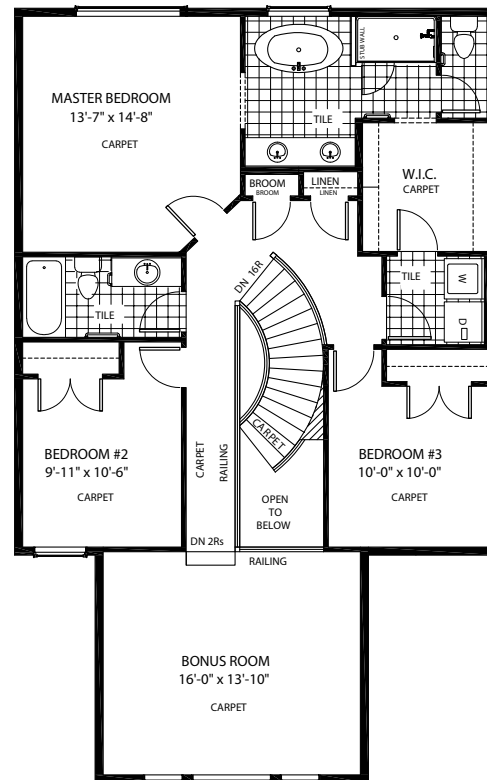 STUB WALL
MASTER BEDROOM
13'-7" x 14'-8"
CARPET
TILE
BROOM
BROOM
LINEN
LINEN
W.I.C.
CARPET
TILE
W
D
DN 16R
TILE
CARPET
BEDROOM #2
9'-11" x 10'-6"
CARPET
CARPET
RAILING
OPEN
TO
BELOW
BEDROOM #3
10'-0" x 10'-0"
CARPET
DN 2Rs
RAILING
BONUS ROOM
16'-0" x 13'-10"
CARPET